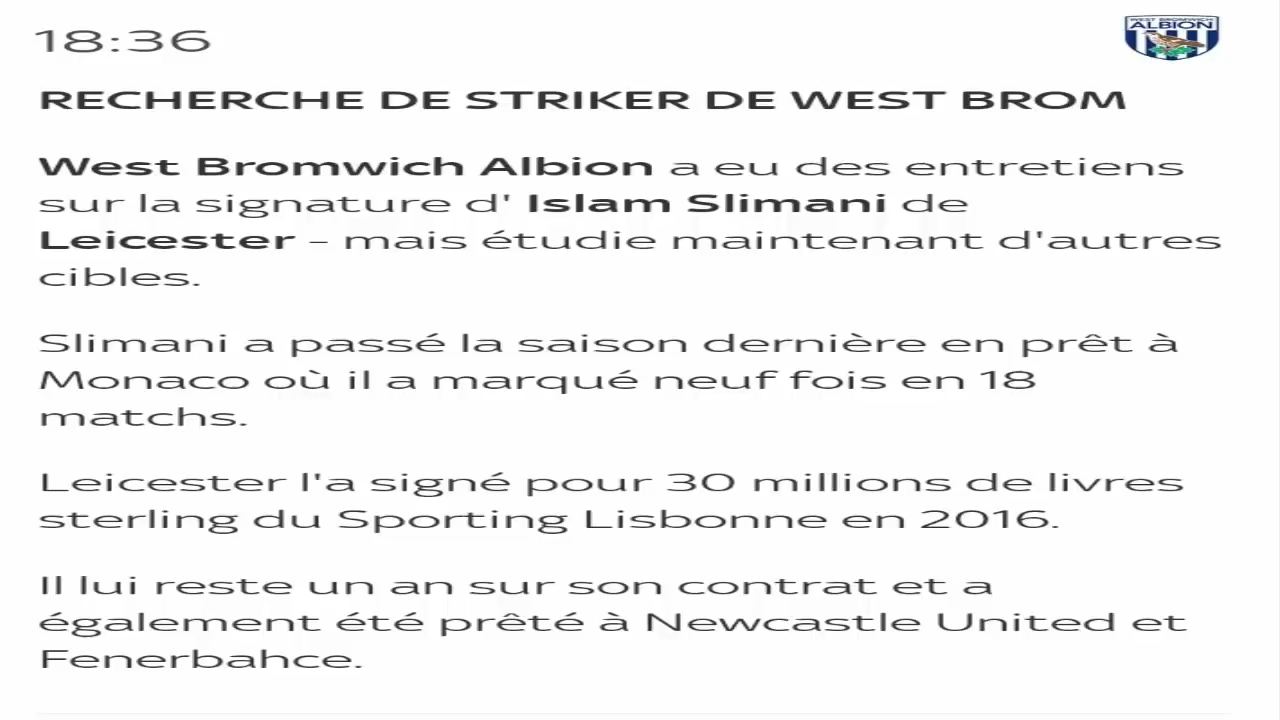 18:36
WEST BROMWICH
ALBION
RECHERCHE DE STRIKER DE WEST BROM
West Bromwich Albion a eu des entretiens
sur la signature d' Islam Slimani de
Leicester - mais étudie maintenant d'autres
cibles.
Slimani a passé la saison dernière en prêt à
Monaco où il a marqué neuf fois en 18
matchs.
Leicester l'a signé pour 30 millions de livres
sterling du Sporting Lisbonne en 2016.
Il lui reste un an sur son contrat et a
également été prêté à Newcastle United et
Fenerbahce.